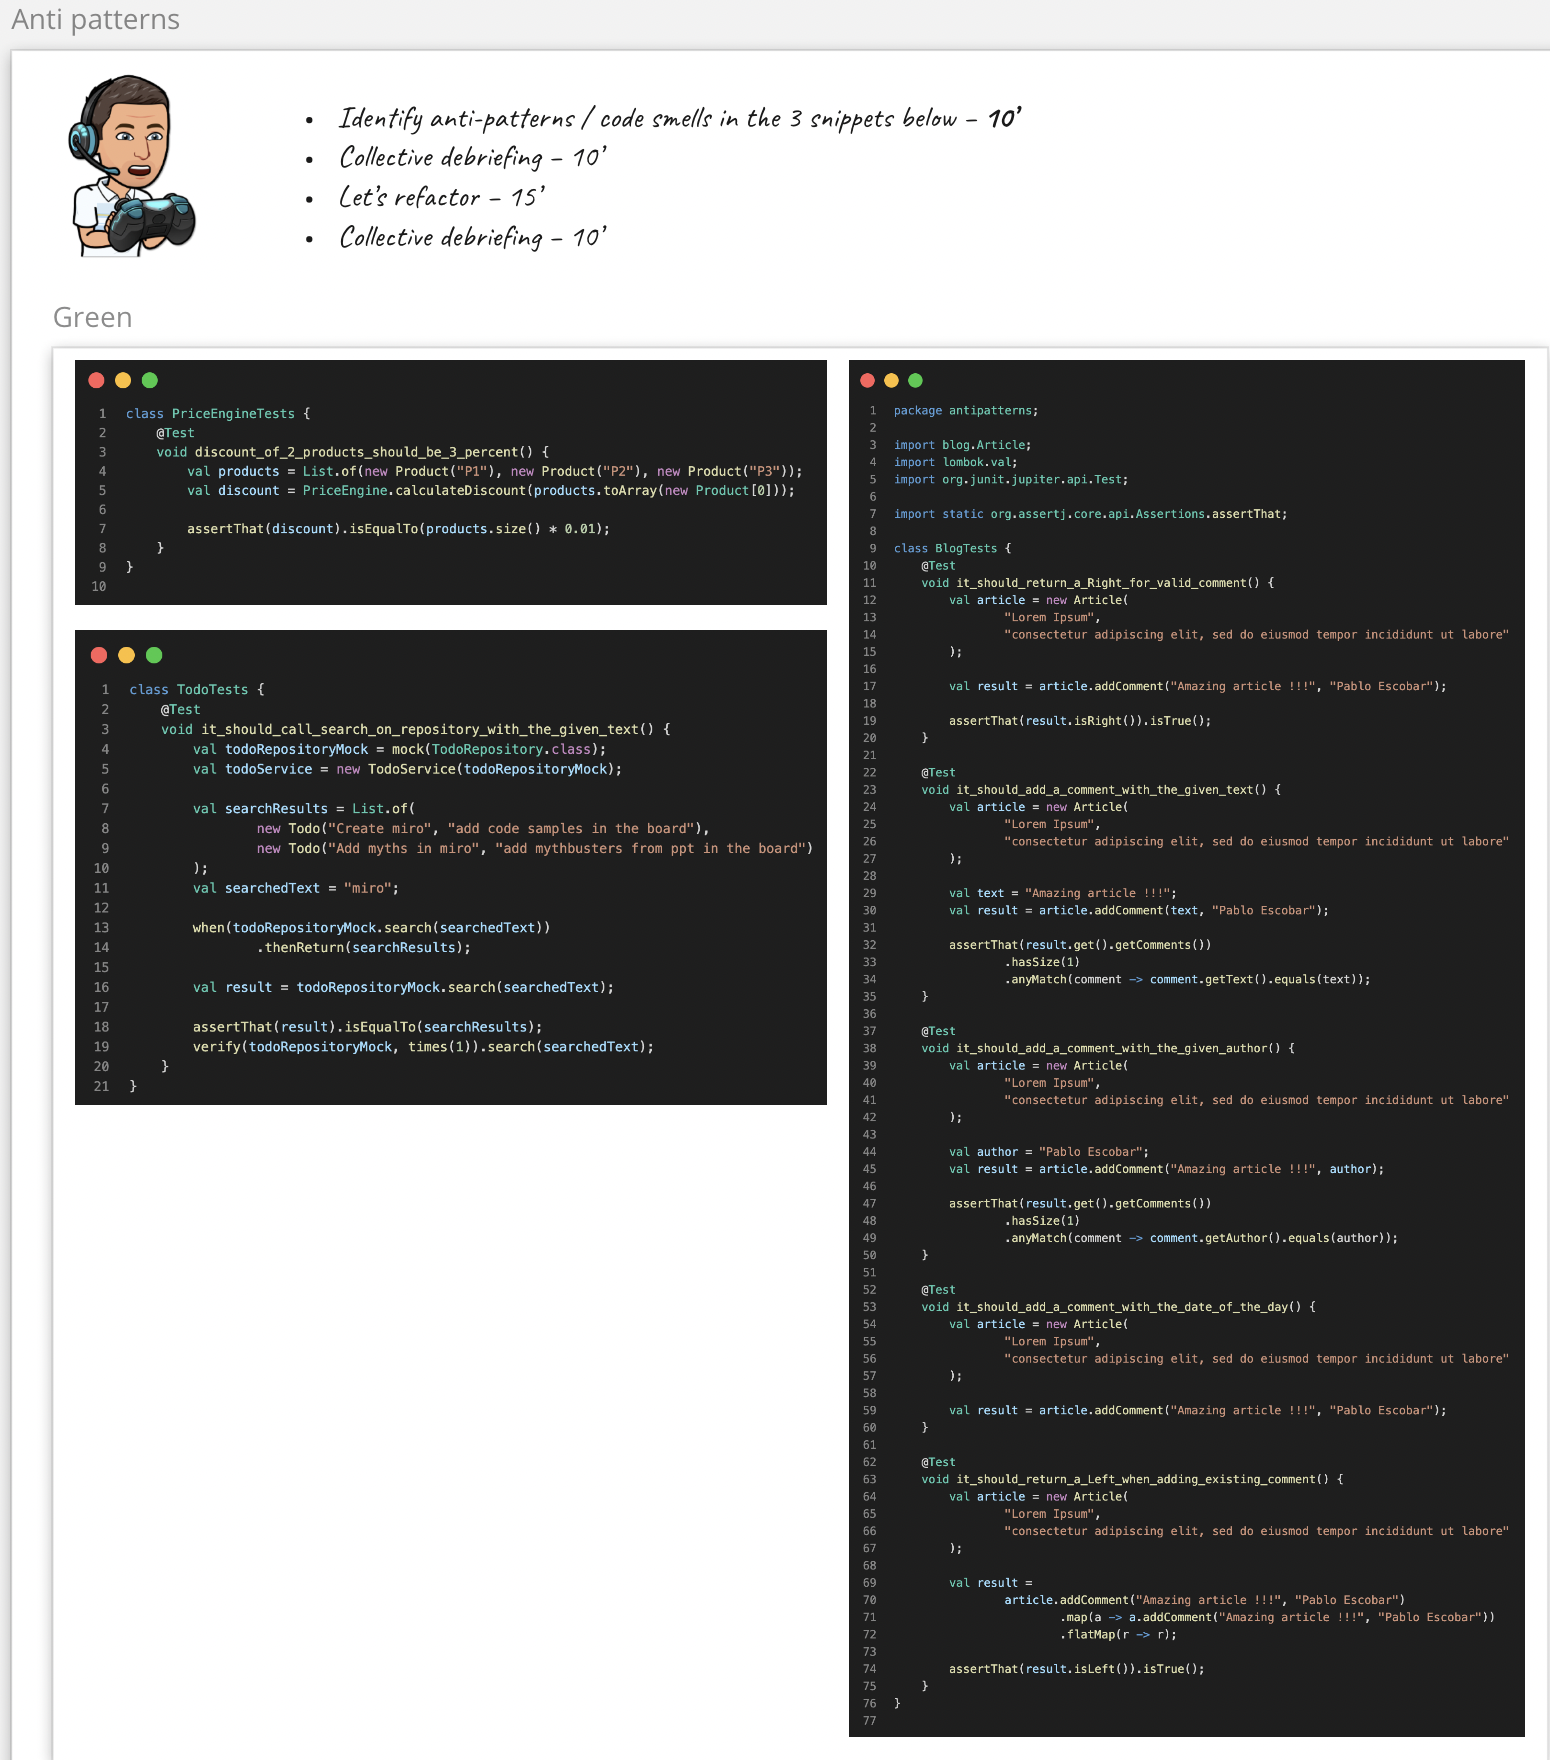 Anti patterns
• Identify anti-patterns / code smells in the 3 snippets below – 10’
• Collective debriefing – 10’
• Let’s refactor – 15’
• Collective debriefing – 10’
Green
1 class PriceEngineTests {
2     @Test
3     void discount_of_2_products_should_be_3_percent() {
4         val products = List.of(new Product("P1"), new Product("P2"), new Product("P3"));
5         val discount = PriceEngine.calculateDiscount(products.toArray(new Product[0]));
6
7         assertThat(discount).isEqualTo(products.size() * 0.01);
8     }
9 }
10
1 class TodoTests {
2     @Test
3     void it_should_call_search_on_repository_with_the_given_text() {
4         val todoRepositoryMock = mock(TodoRepository.class);
5         val todoService = new TodoService(todoRepositoryMock);
6
7         val searchResults = List.of(
8                 new Todo("Create miro", "add code samples in the board"),
9                 new Todo("Add myths in miro", "add mythbusters from ppt in the board")
10         );
11         val searchedText = "miro";
12
13         when(todoRepositoryMock.search(searchedText))
14                 .thenReturn(searchResults);
15
16         val result = todoRepositoryMock.search(searchedText);
17
18         assertThat(result).isEqualTo(searchResults);
19         verify(todoRepositoryMock, times(1)).search(searchedText);
20     }
21 }
1 package antipatterns;
2
3 import blog.Article;
4 import lombok.val;
5 import org.junit.jupiter.api.Test;
6
7 import static org.assertj.core.api.Assertions.assertThat;
8
9 class BlogTests {
10     @Test
11     void it_should_return_a_Right_for_valid_comment() {
12         val article = new Article(
13                 "Lorem Ipsum",
14                 "consectetur adipiscing elit, sed do eiusmod tempor incididunt ut labore"
15         );
16
17         val result = article.addComment("Amazing article !!!", "Pablo Escobar");
18
19         assertThat(result.isRight()).isTrue();
20     }
21
22     @Test
23     void it_should_add_a_comment_with_the_given_text() {
24         val article = new Article(
25                 "Lorem Ipsum",
26                 "consectetur adipiscing elit, sed do eiusmod tempor incididunt ut labore"
27         );
28
29         val text = "Amazing article !!!";
30         val result = article.addComment(text, "Pablo Escobar");
31
32         assertThat(result.get().getComments())
33                 .hasSize(1)
34                 .anyMatch(comment -> comment.getText().equals(text));
35     }
36
37     @Test
38     void it_should_add_a_comment_with_the_given_author() {
39         val article = new Article(
40                 "Lorem Ipsum",
41                 "consectetur adipiscing elit, sed do eiusmod tempor incididunt ut labore"
42         );
43
44         val author = "Pablo Escobar";
45         val result = article.addComment("Amazing article !!!", author);
46
47         assertThat(result.get().getComments())
48                 .hasSize(1)
49                 .anyMatch(comment -> comment.getAuthor().equals(author));
50     }
51
52     @Test
53     void it_should_add_a_comment_with_the_date_of_the_day() {
54         val article = new Article(
55                 "Lorem Ipsum",
56                 "consectetur adipiscing elit, sed do eiusmod tempor incididunt ut labore"
57         );
58
59         val result = article.addComment("Amazing article !!!", "Pablo Escobar");
60     }
61
62     @Test
63     void it_should_return_a_Left_when_adding_existing_comment() {
64         val article = new Article(
65                 "Lorem Ipsum",
66                 "consectetur adipiscing elit, sed do eiusmod tempor incididunt ut labore"
67         );
68
69         val result =
70                 article.addComment("Amazing article !!!", "Pablo Escobar")
71                         .map(a -> a.addComment("Amazing article !!!", "Pablo Escobar"))
72                         .flatMap(r -> r);
73
74         assertThat(result.isLeft()).isTrue();
75     }
76 }
77